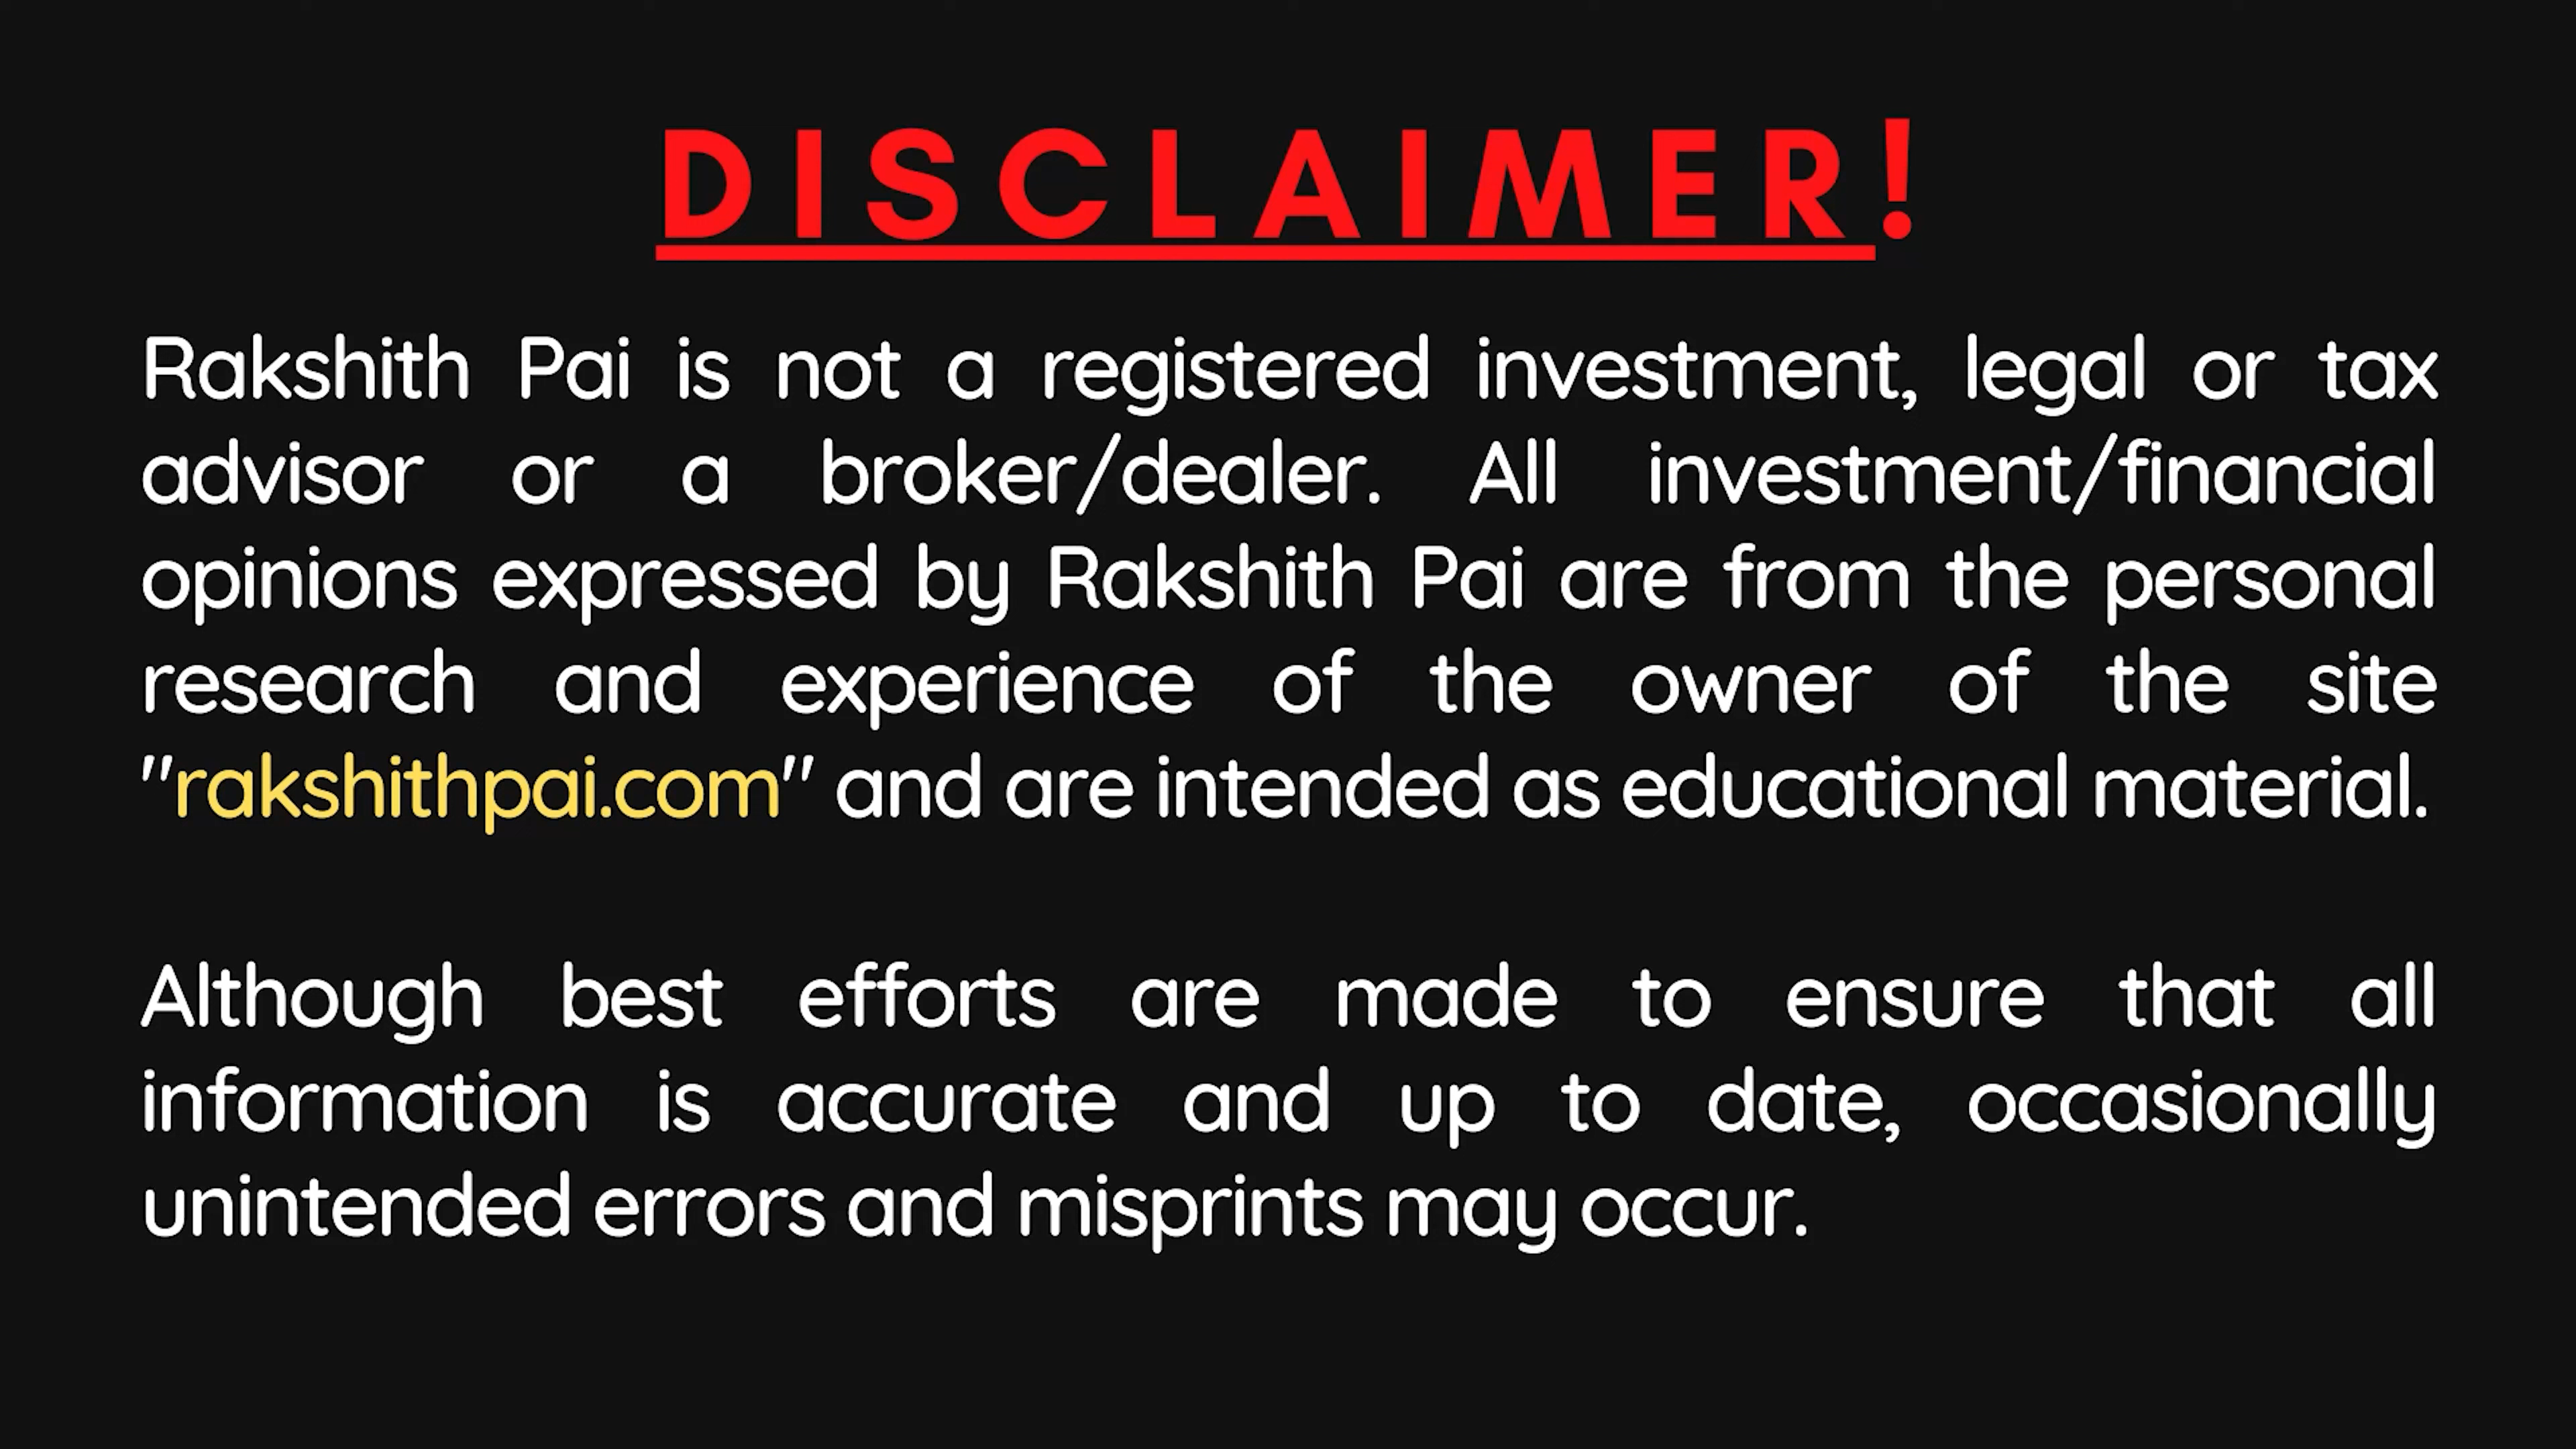 DISCLAIMER!
Rakshith Pai is not a registered investment, legal or tax
advisor or a broker/dealer. All investment/financial
opinions expressed by Rakshith Pai are from the personal
research and experience of the owner of the site
"rakshithpai.com" and are intended as educational material.
Although best efforts are made to ensure that all
information is accurate and up to date, occasionally
unintended errors and misprints may occur.